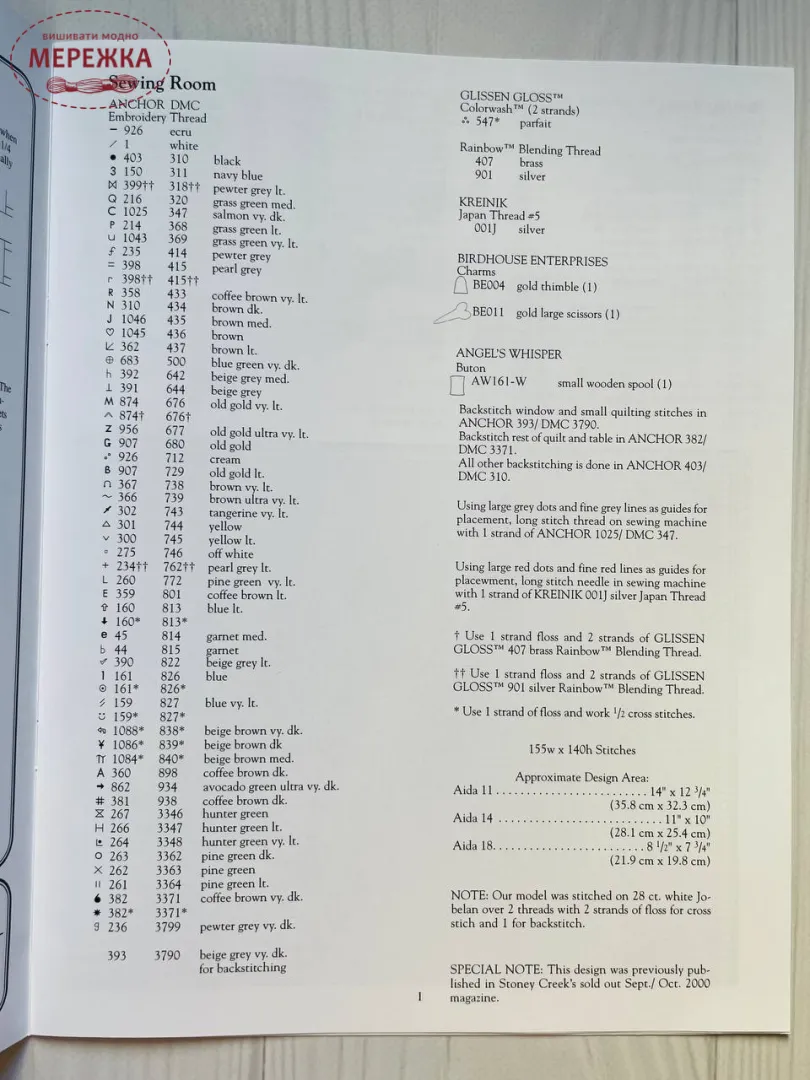 вишивати модно
МЕРЕЖКА
Sewing Room
ANCHOR DMC
Embroidery Thread
– 926 ecru
∕ 1 white
● 403 310 black
3 150 311 navy blue
⋈ 399†† 318†† pewter grey lt.
Q 216 320 grass green med.
C 1025 347 salmon vy. dk.
P 214 368 grass green lt.
∪ 1043 369 grass green vy. lt.
£ 235 414 pewter grey
= 398 415 pearl grey
r 398†† 415††
R 358 433 coffee brown vy. lt.
N 310 434 brown dk.
J 1046 435 brown med.
♡ 1045 436 brown
∠ 362 437 brown lt.
⊕ 683 500 blue green vy. dk.
h 392 642 beige grey med.
⊥ 391 644 beige grey
M 874 676 old gold vy. lt.
^ 874† 676†
Z 956 677 old gold ultra vy. lt.
G 907 680 old gold
926 712 cream
B 907 729 old gold lt.
∩ 367 738 brown vy. lt.
~ 366 739 brown ultra vy. lt.
302 743 tangerine vy. lt.
△ 301 744 yellow
v 300 745 yellow lt.
▫ 275 746 off white
+ 234†† 762†† pearl grey lt.
L 260 772 pine green vy. lt.
E 359 801 coffee brown lt.
⇧ 160 813 blue lt.
⬇ 160* 813*
e 45 814 garnet med.
b 44 815 garnet
390 822 beige grey lt.
l 161 826 blue
⊙ 161* 826*
159 827 blue vy. lt.
159* 827*
1088* 838* beige brown vy. dk.
¥ 1086* 839* beige brown dk
1084* 840* beige brown med.
A 360 898 coffee brown dk.
→ 862 934 avocado green ultra vy. dk.
# 381 938 coffee brown dk.
267 3346 hunter green
H 266 3347 hunter green lt.
264 3348 hunter green vy. lt.
O 263 3362 pine green dk.
X 262 3363 pine green
II 261 3364 pine green lt.
382 3371 coffee brown vy. dk.
✷ 382* 3371*
9 236 3799 pewter grey vy. dk.
393 3790 beige grey vy. dk.
for backstitching
GLISSEN GLOSS™
Colorwash™ (2 strands)
∴ 547* parfait
Rainbow™ Blending Thread
407 brass
901 silver
KREINIK
Japan Thread #5
001J silver
BIRDHOUSE ENTERPRISES
Charms
BE004 gold thimble (1)
BE011 gold large scissors (1)
ANGEL'S WHISPER
Buton
AW161-W small wooden spool (1)
Backstitch window and small quilting stitches in
ANCHOR 393/ DMC 3790.
Backstitch rest of quilt and table in ANCHOR 382/
DMC 3371.
All other backstitching is done in ANCHOR 403/
DMC 310.
Using large grey dots and fine grey lines as guides for
placement, long stitch thread on sewing machine
with 1 strand of ANCHOR 1025/ DMC 347.
Using large red dots and fine red lines as guides for
placewment, long stitch needle in sewing machine
with 1 strand of KREINIK 001J silver Japan Thread
#5.
† Use 1 strand floss and 2 strands of GLISSEN
GLOSS™ 407 brass Rainbow™ Blending Thread.
†† Use 1 strand floss and 2 strands of GLISSEN
GLOSS™ 901 silver Rainbow™ Blending Thread.
* Use 1 strand of floss and work 1/2 cross stitches.
155w x 140h Stitches
Approximate Design Area:
Aida 11 . . . . . . . . . . . . . . . . . . . . . . . . 14" x 12 3/4"
(35.8 cm x 32.3 cm)
Aida 14 . . . . . . . . . . . . . . . . . . . . . . . . . . 11" x 10"
(28.1 cm x 25.4 cm)
Aida 18. . . . . . . . . . . . . . . . . . . . . . . 8 1/2" x 7 3/4"
(21.9 cm x 19.8 cm)
NOTE: Our model was stitched on 28 ct. white Jo-
belan over 2 threads with 2 strands of floss for cross
stich and 1 for backstitch.
SPECIAL NOTE: This design was previously pub-
lished in Stoney Creek's sold out Sept./ Oct. 2000
magazine.
1
when
1/4
ally
The